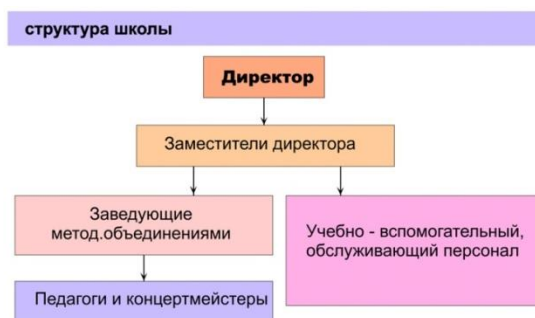 структура школы
Директор
Заместители директора
Заведующие
метод.объединениями
Учебно - вспомогательный,
обслуживающий персонал
Педагоги и концертмейстеры